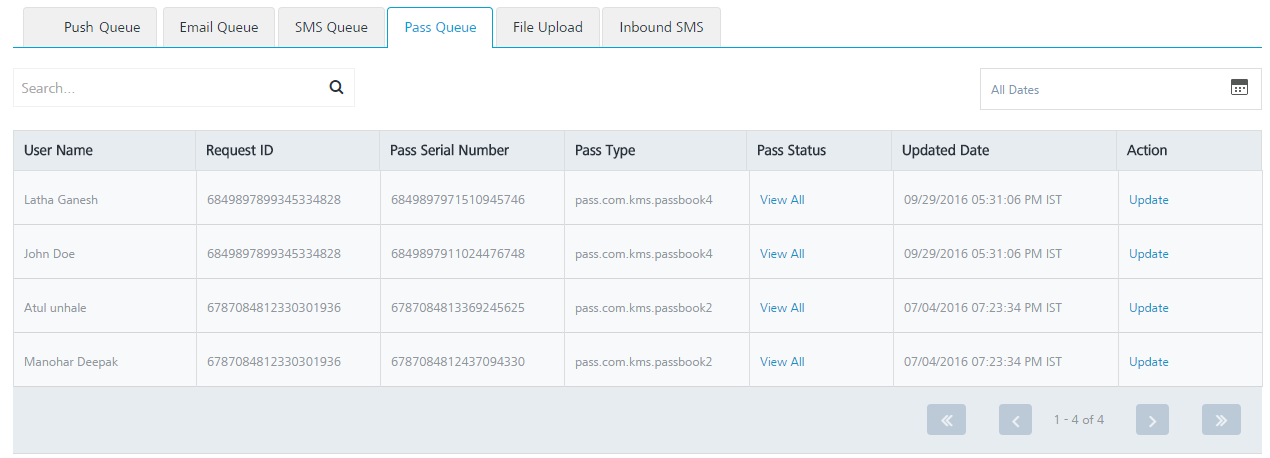 Push Queue Email Queue SMS Queue Pass Queue File Upload Inbound SMS
Search... All Dates
User Name Request ID Pass Serial Number Pass Type Pass Status Updated Date Action
Latha Ganesh 6849897899345334828 6849897971510945746 pass.com.kms.passbook4 View All 09/29/2016 05:31:06 PM IST Update
John Doe 6849897899345334828 6849897911024476748 pass.com.kms.passbook4 View All 09/29/2016 05:31:06 PM IST Update
Atul unhale 6787084812330301936 6787084813369245625 pass.com.kms.passbook2 View All 07/04/2016 07:23:34 PM IST Update
Manohar Deepak 6787084812330301936 6787084812437094330 pass.com.kms.passbook2 View All 07/04/2016 07:23:34 PM IST Update
1 - 4 of 4